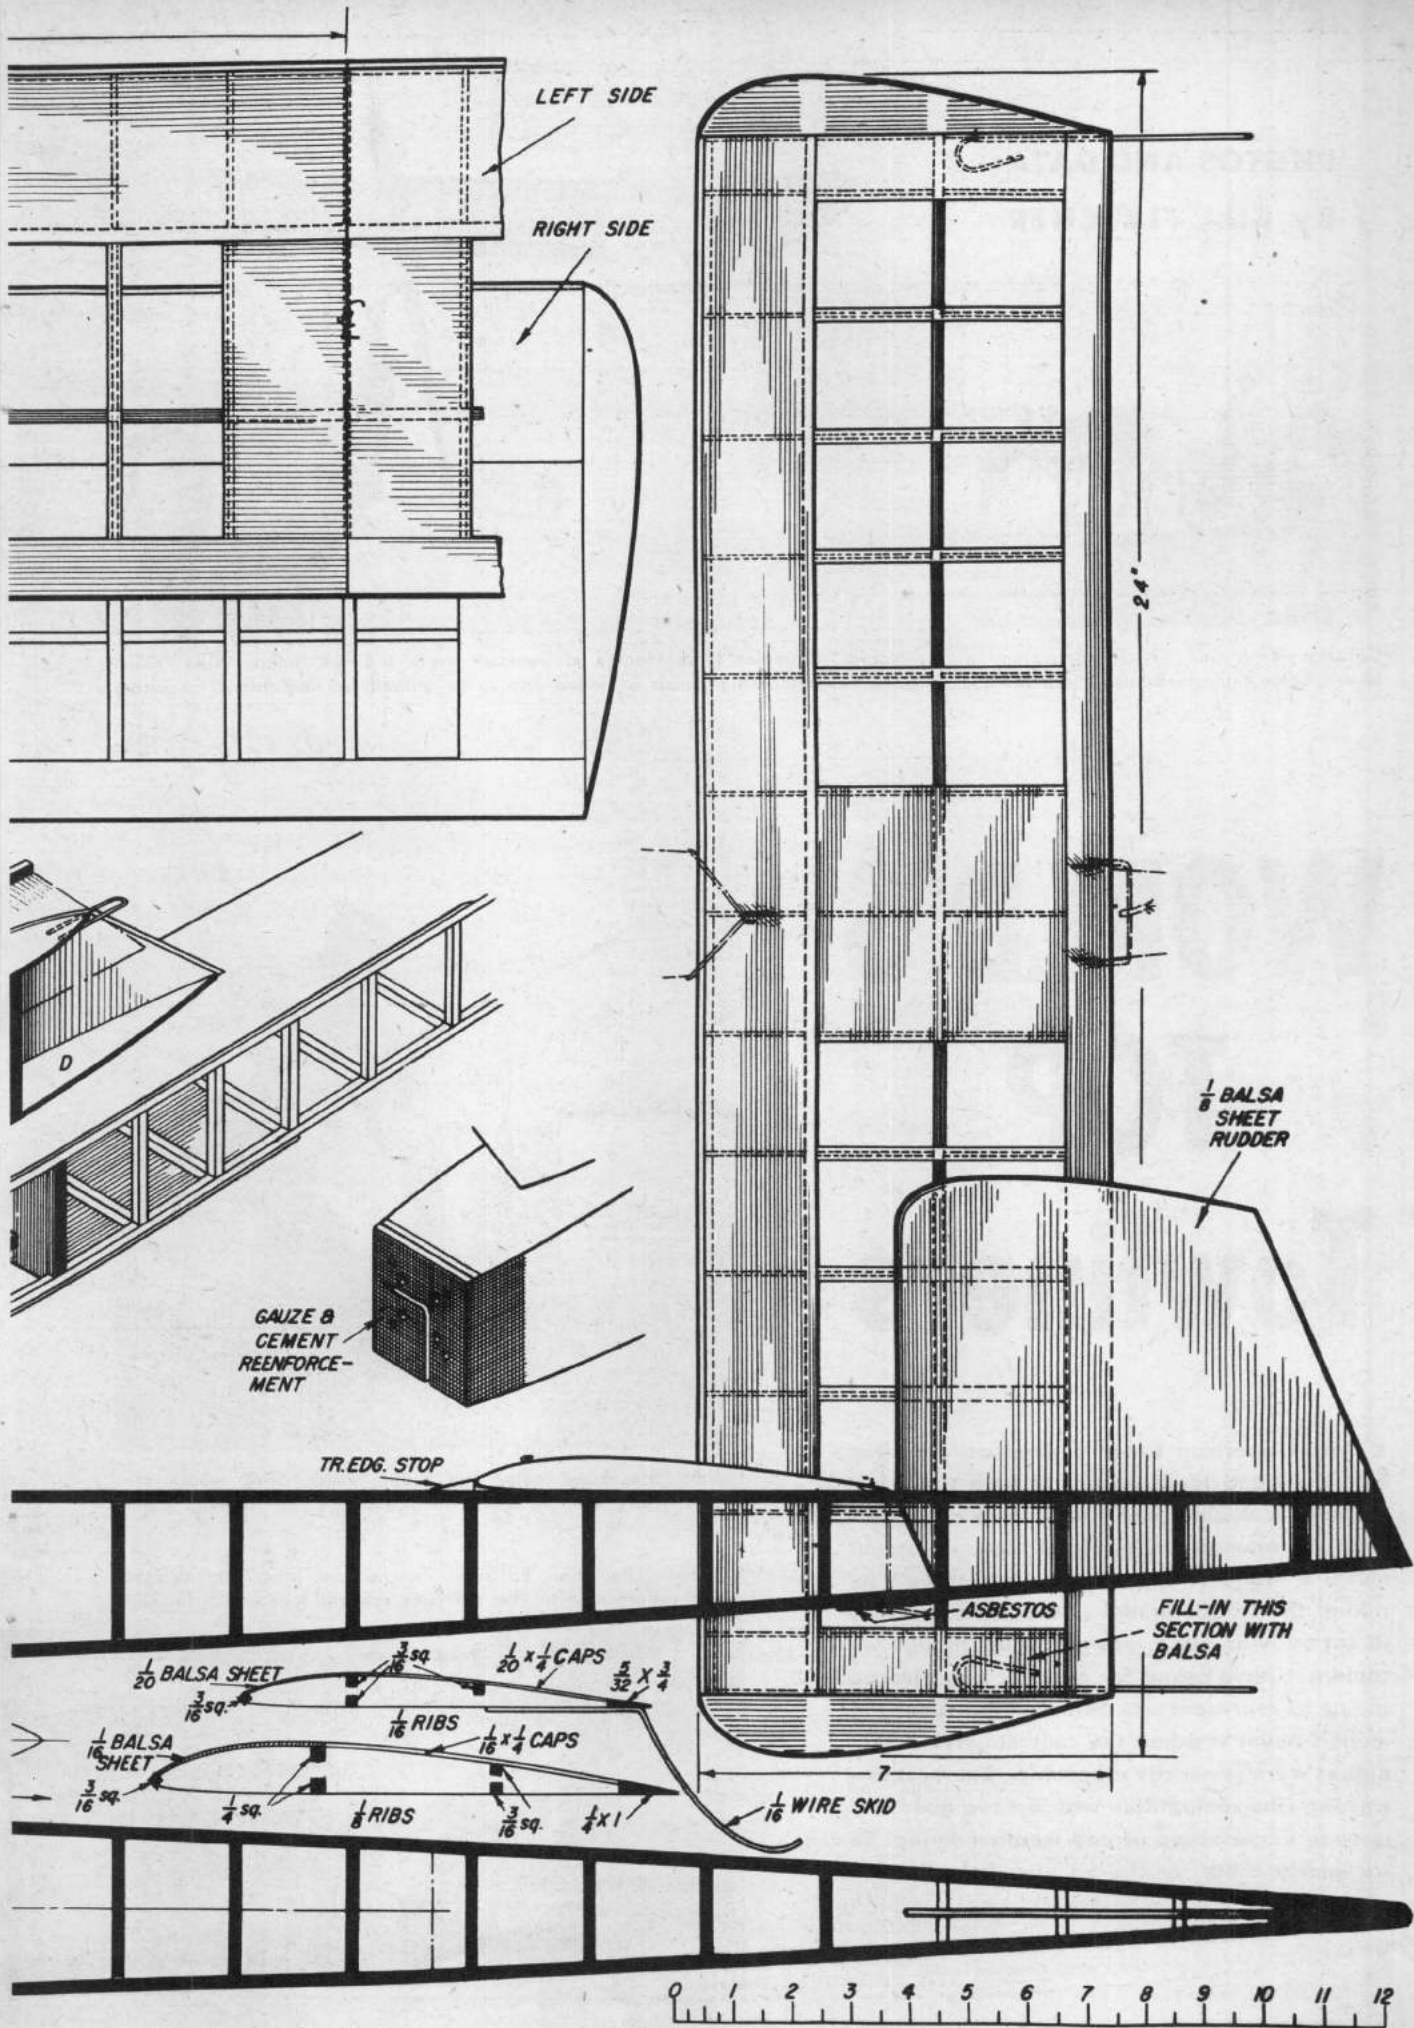 LEFT SIDE
RIGHT SIDE
24"
D
1/8 BALSA
SHEET
RUDDER
GAUZE &
CEMENT
REENFORCE-
MENT
TR. EDG. STOP
ASBESTOS
FILL-IN THIS
SECTION WITH
BALSA
1/20 BALSA SHEET
3/16 sq.
1/20 x 1/4 CAPS
5/32 x 3/4
3/16 sq.
1/16 RIBS
1/16 BALSA
SHEET
1/16 x 1/4 CAPS
3/16 sq.
1/4 sq.
1/8 RIBS
3/16 sq.
1/4 x 1
7
1/16 WIRE SKID
0 1 2 3 4 5 6 7 8 9 10 11 12